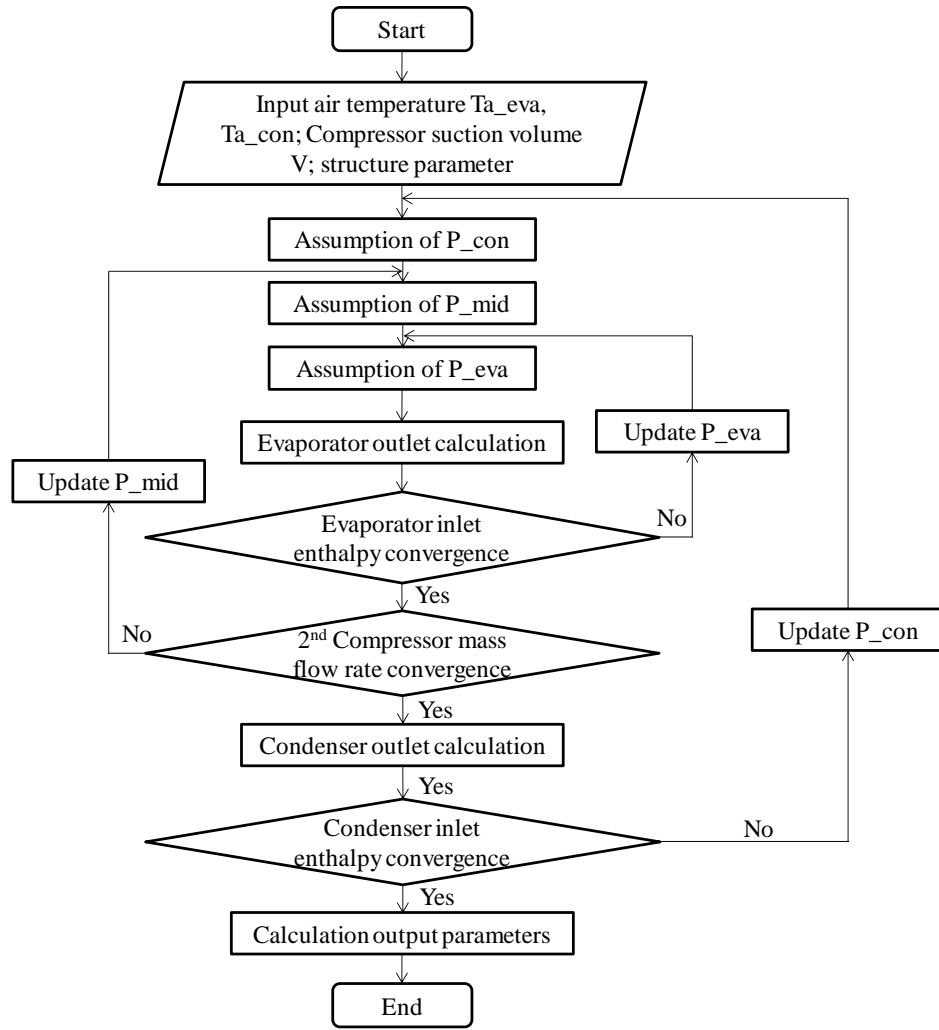 Start
Input air temperature Ta_eva,
Ta_con; Compressor suction volume
V; structure parameter
Assumption of P_con
Assumption of P_mid
Assumption of P_eva
Evaporator outlet calculation
Update P_eva
Update P_mid
Evaporator inlet
enthalpy convergence
No
Yes
No
2nd Compressor mass
flow rate convergence
Update P_con
Yes
Condenser outlet calculation
Yes
Condenser inlet
enthalpy convergence
No
Yes
Calculation output parameters
End